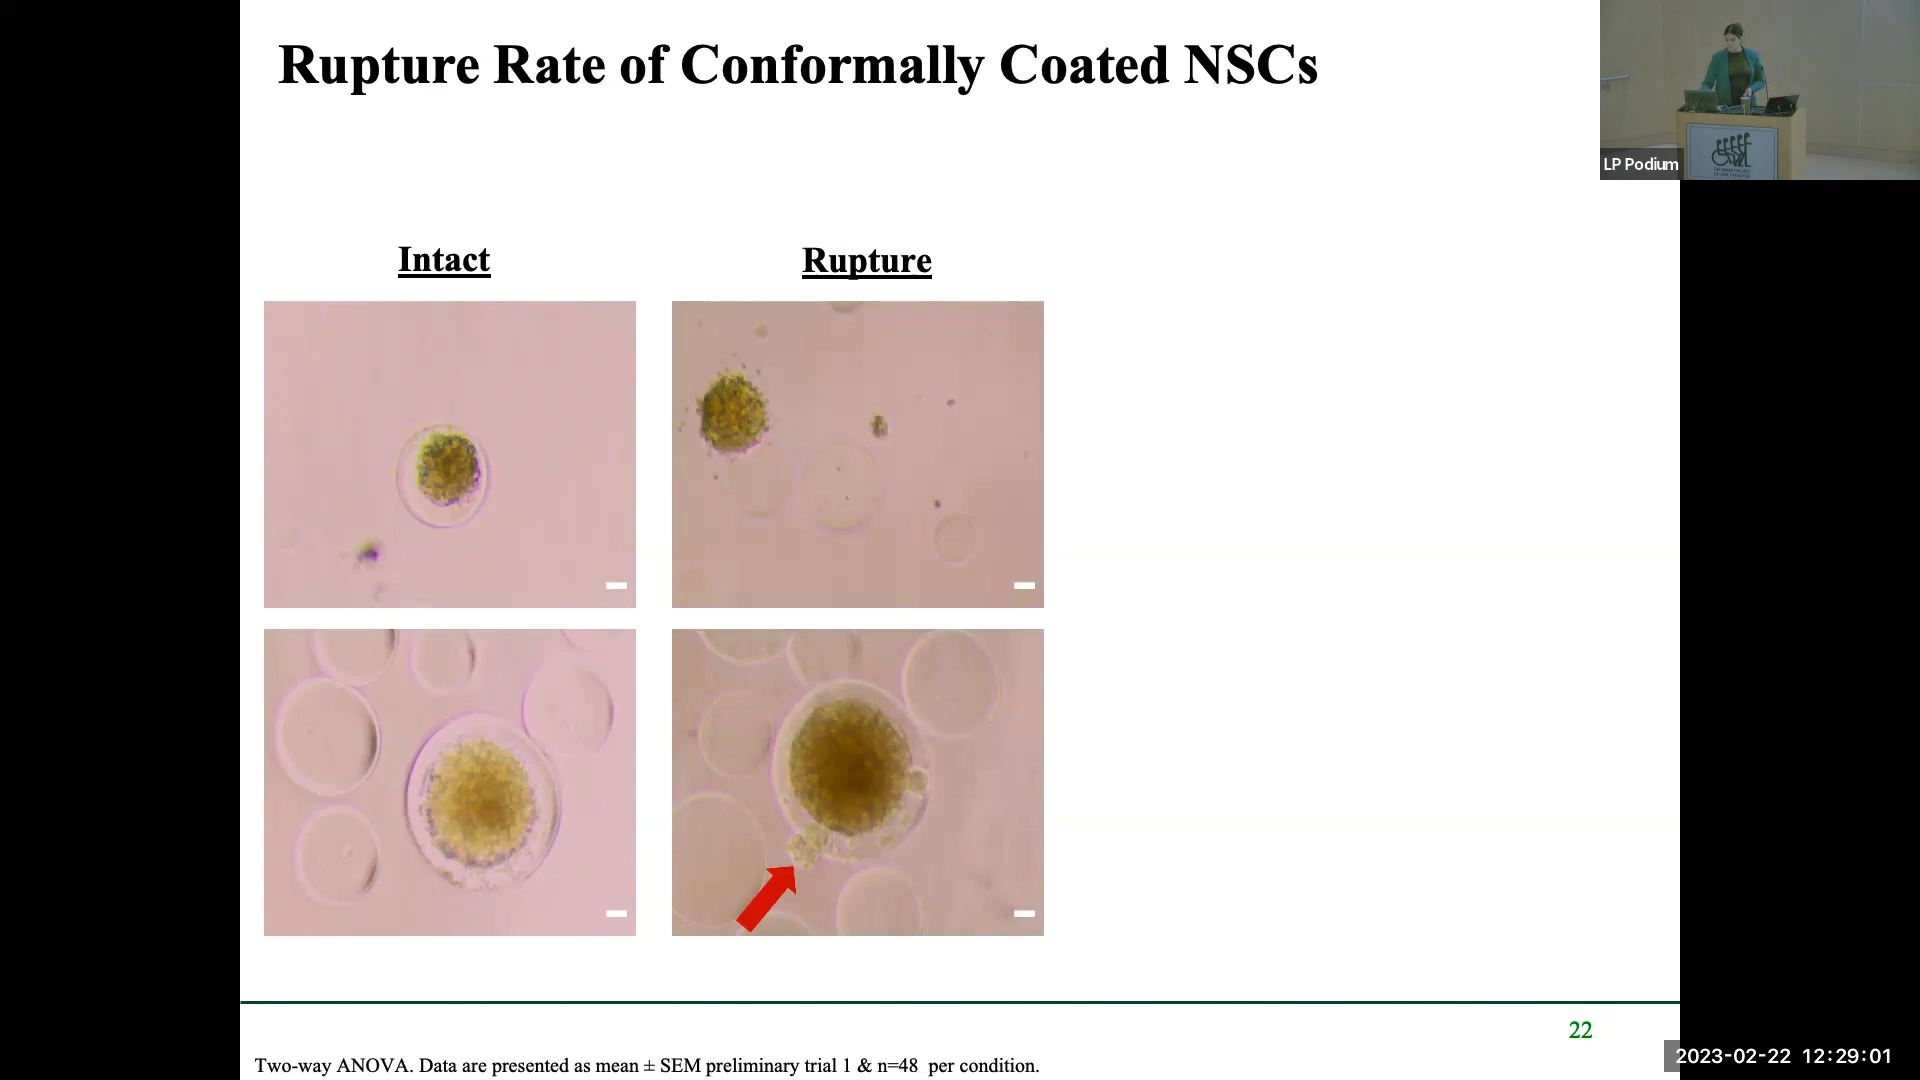 Rupture Rate of Conformally Coated NSCs
LP Podium
Intact
Rupture
22
2023-02-22 12:29:01
Two-way ANOVA. Data are presented as mean ± SEM preliminary trial 1 & n=48 per condition.